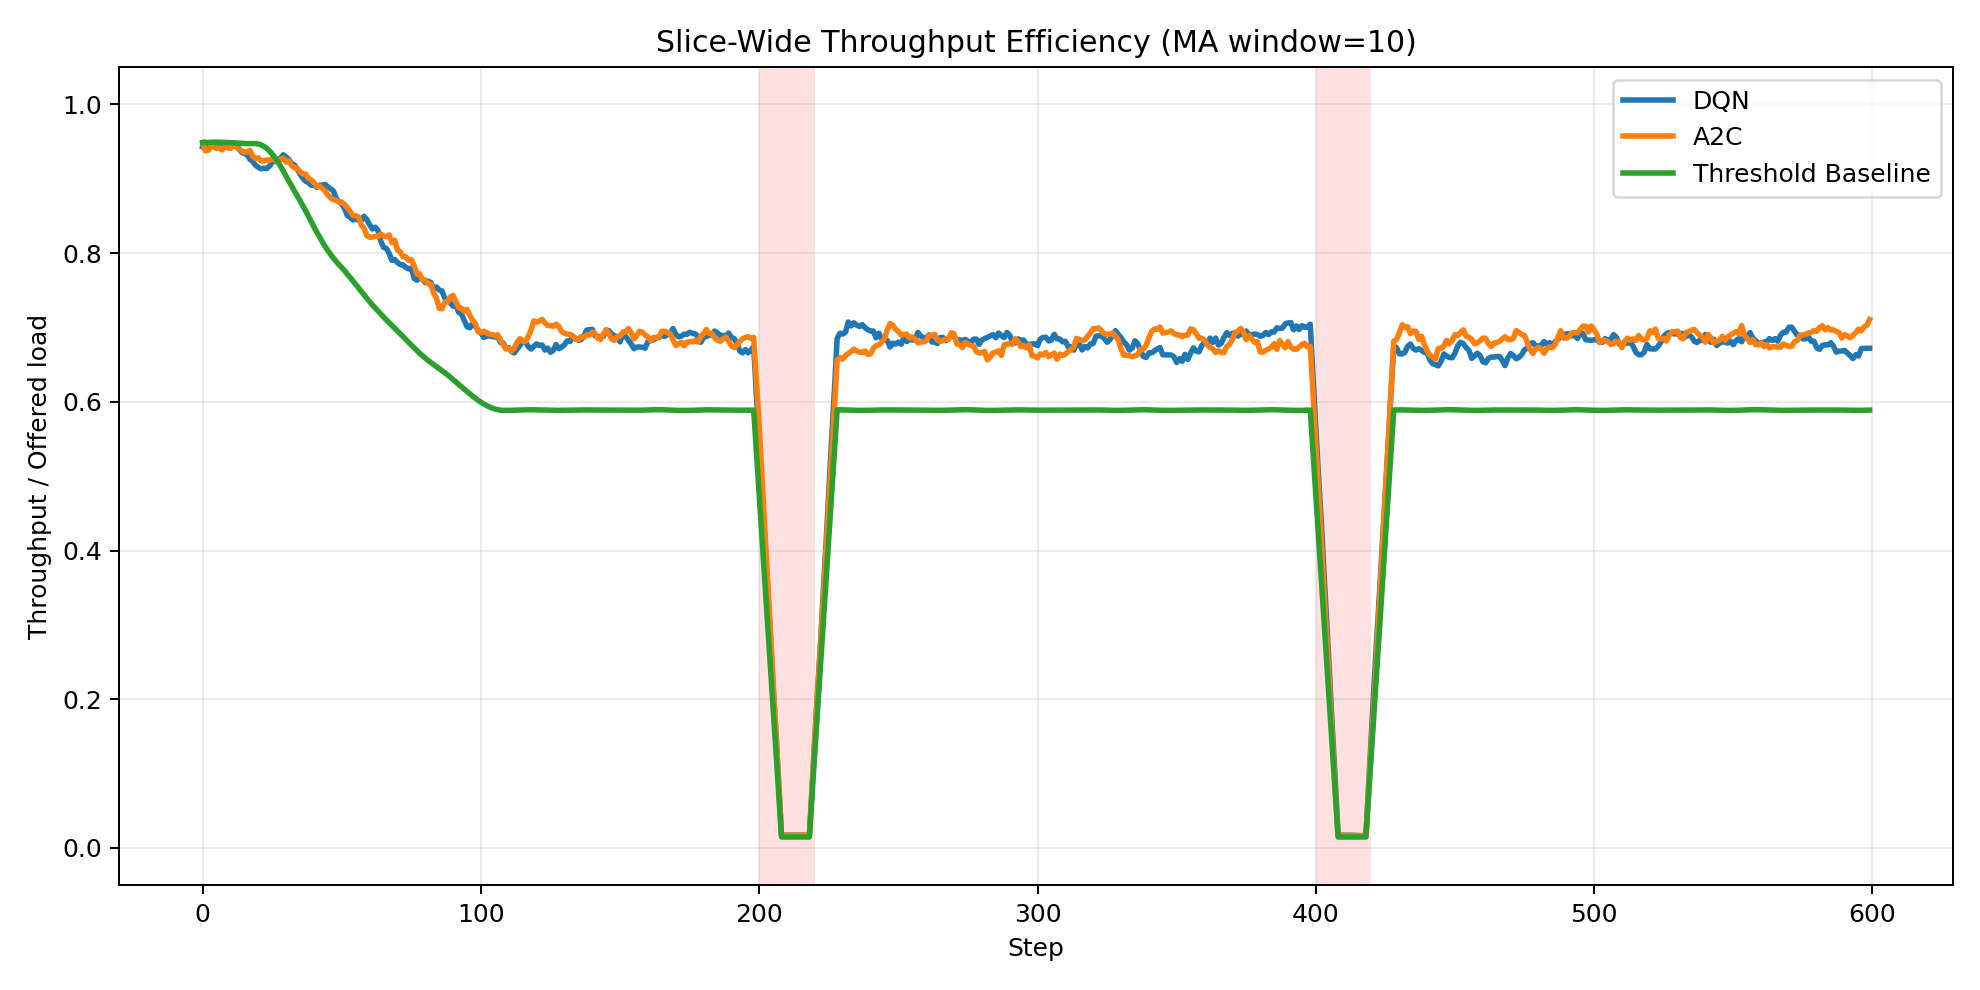 Slice-Wide Throughput Efficiency (MA window=10)
DQN
A2C
Threshold Baseline
Throughput / Offered load
1.0
0.8
0.6
0.4
0.2
0.0
0
100
200
300
400
500
600
Step